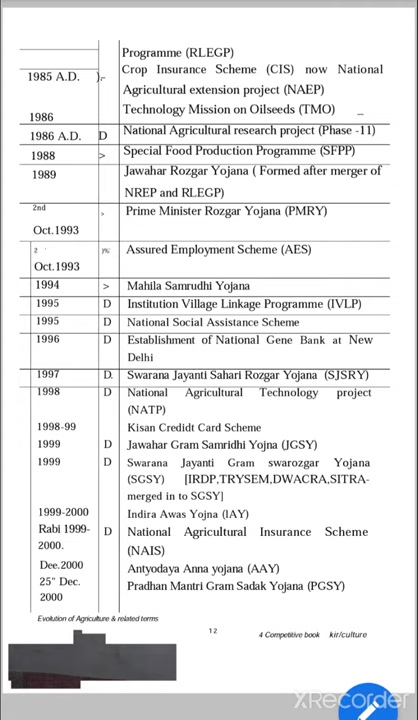 Programme (RLEGP)
1985 A.D. ).- Crop Insurance Scheme (CIS) now National
Agricultural extension project (NAEP)
1986 Technology Mission on Oilseeds (TMO) _
1986 A.D. D National Agricultural research project (Phase -11)
1988 > Special Food Production Programme (SFPP)
1989 Jawahar Rozgar Yojana ( Formed after merger of
NREP and RLEGP)
2nd > Prime Minister Rozgar Yojana (PMRY)
Oct.1993
2 Assured Employment Scheme (AES)
Oct.1993
1994 > Mahila Samrudhi Yojana
1995 D Institution Village Linkage Programme (IVLP)
1995 D National Social Assistance Scheme
1996 D Establishment of National Gene Bank at New
Delhi
1997 D. Swarana Jayanti Sahari Rozgar Yojana (SJSRY)
1998 D National Agricultural Technology project
(NATP)
1998-99 Kisan Credidt Card Scheme
1999 D Jawahar Gram Samridhi Yojna (JGSY)
1999 D Swarana Jayanti Gram swarozgar Yojana
(SGSY) [IRDP,TRYSEM,DWACRA,SITRA-
merged in to SGSY]
1999-2000 Indira Awas Yojna (IAY)
Rabi 1999- D National Agricultural Insurance Scheme
2000. (NAIS)
Dee.2000 Antyodaya Anna yojana (AAY)
25" Dec. Pradhan Mantri Gram Sadak Yojana (PGSY)
2000
Evolution of Agriculture & related terms
12
4 Competitive book kir/culture
XRecorder